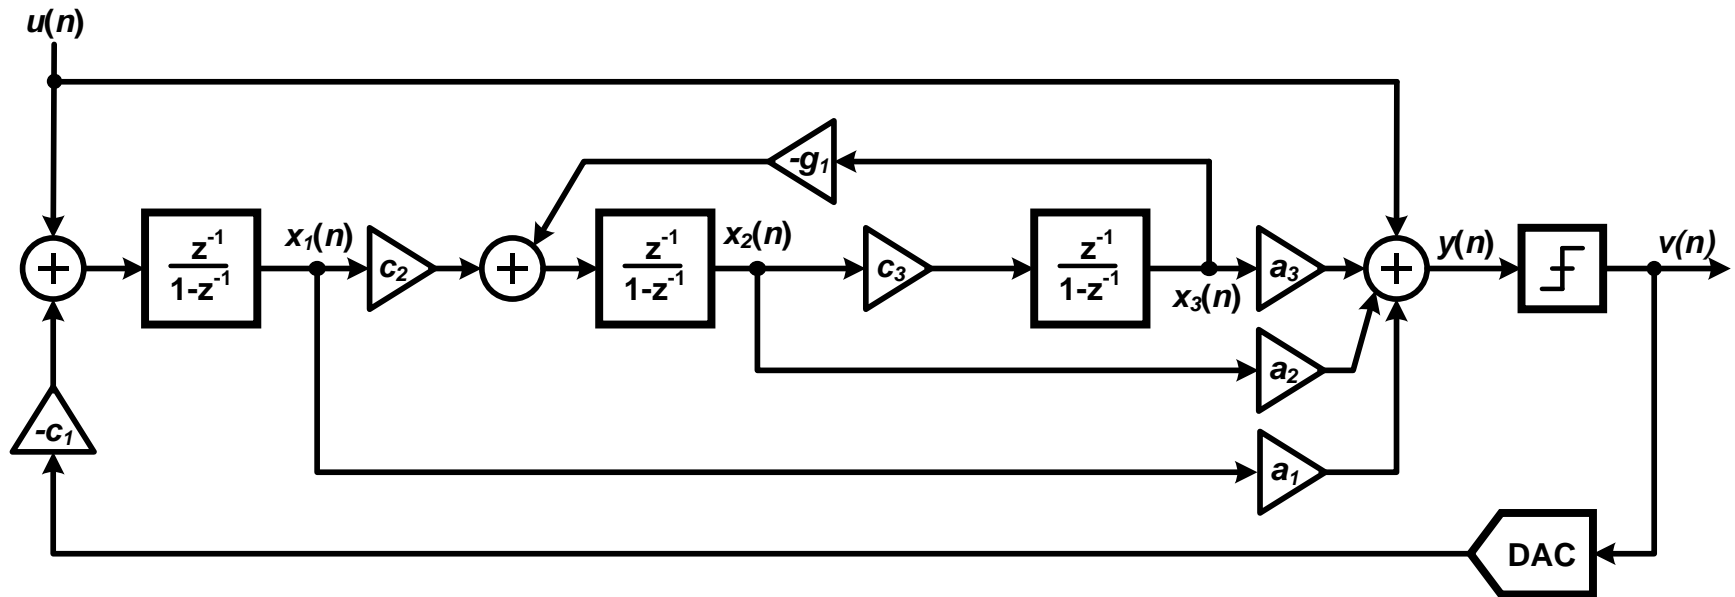 u(n)
-g₁
z⁻¹
1-z⁻¹
x₁(n)
c₂
z⁻¹
1-z⁻¹
x₂(n)
c₃
z⁻¹
1-z⁻¹
x₃(n)
a₃
y(n)
v(n)
a₂
-c₁
a₁
DAC